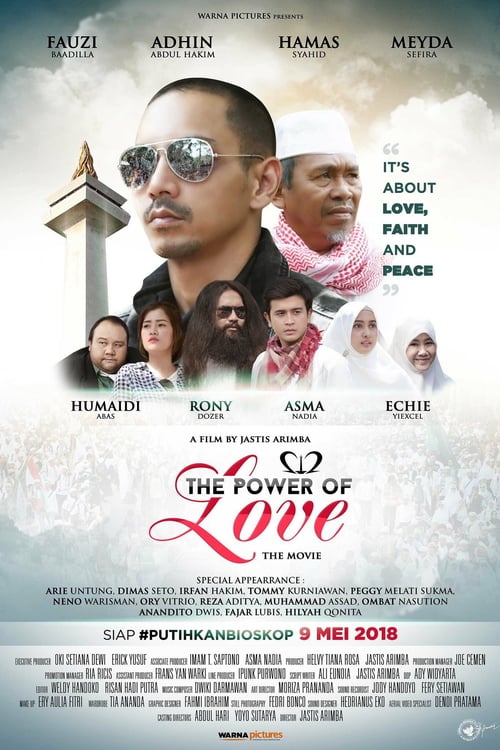 WARNA PICTURES PRESENTS
FAUZI ADHIN HAMAS MEYDA
BAADILLA ABDUL HAKIM SYAHID SEFIRA
“
IT'S
ABOUT
LOVE,
FAITH
AND
PEACE
”
HUMAIDI RONY ASMA ECHIE
ABAS DOZER NADIA YIEXCEL
A FILM BY JASTIS ARIMBA
THE POWER OF
Love
THE MOVIE
SPECIAL APPEARRANCE :
ARIE UNTUNG, DIMAS SETO, IRFAN HAKIM, TOMMY KURNIAWAN, PEGGY MELATI SUKMA,
NENO WARISMAN, ORY VITRIO, REZA ADITYA, MUHAMMAD ASSAD, OMBAT NASUTION
ANANDITO DWIS, FAJAR LUBIS, HILYAH QONITA
SIAP #PUTIHKANBIOSKOP 9 MEI 2018
EXECUTIVE PRODUCER OKI SETIANA DEWI ERICK YUSUF ASSOCIATE PRODUCER IMAM T. SAPTONO ASMA NADIA PRODUCER HELVY TIANA ROSA JASTIS ARIMBA PRODUCTION MANAGER JOE CEMEN
PROMOTION MANAGER RIA RICIS ASSISTANT PRODUCER FRANS YAN WARKI LINE PRODUCER IPUNK PURWONO SCRIPT WRITER ALI EUNOIA JASTIS ARIMBA DOP ADY WIDYARTA
EDITOR WELDY HANDOKO RISAN HADI PUTRA MUSIC COMPOSER DWIKI DARMAWAN ART DIRECTOR MORIZA PRANANDA SOUND RECORDIST JODY HANDOYO FERY SETIAWAN
MAKE UP ERY AULIA FITRI WARDROBE TIA ANANDA GRAPHIC DESIGNER FAHMI IBRAHIM STILL PHOTOGRAPHY FEDRI BONCO SOUND DESIGNER HEDRIANUS EKO AERIAL VIDEO SPECIALIST DENDI PRATAMA
CASTING DIRECTORS ABDUL HARI YOYO SUTARYA DIRECTOR JASTIS ARIMBA
WARNA pictures